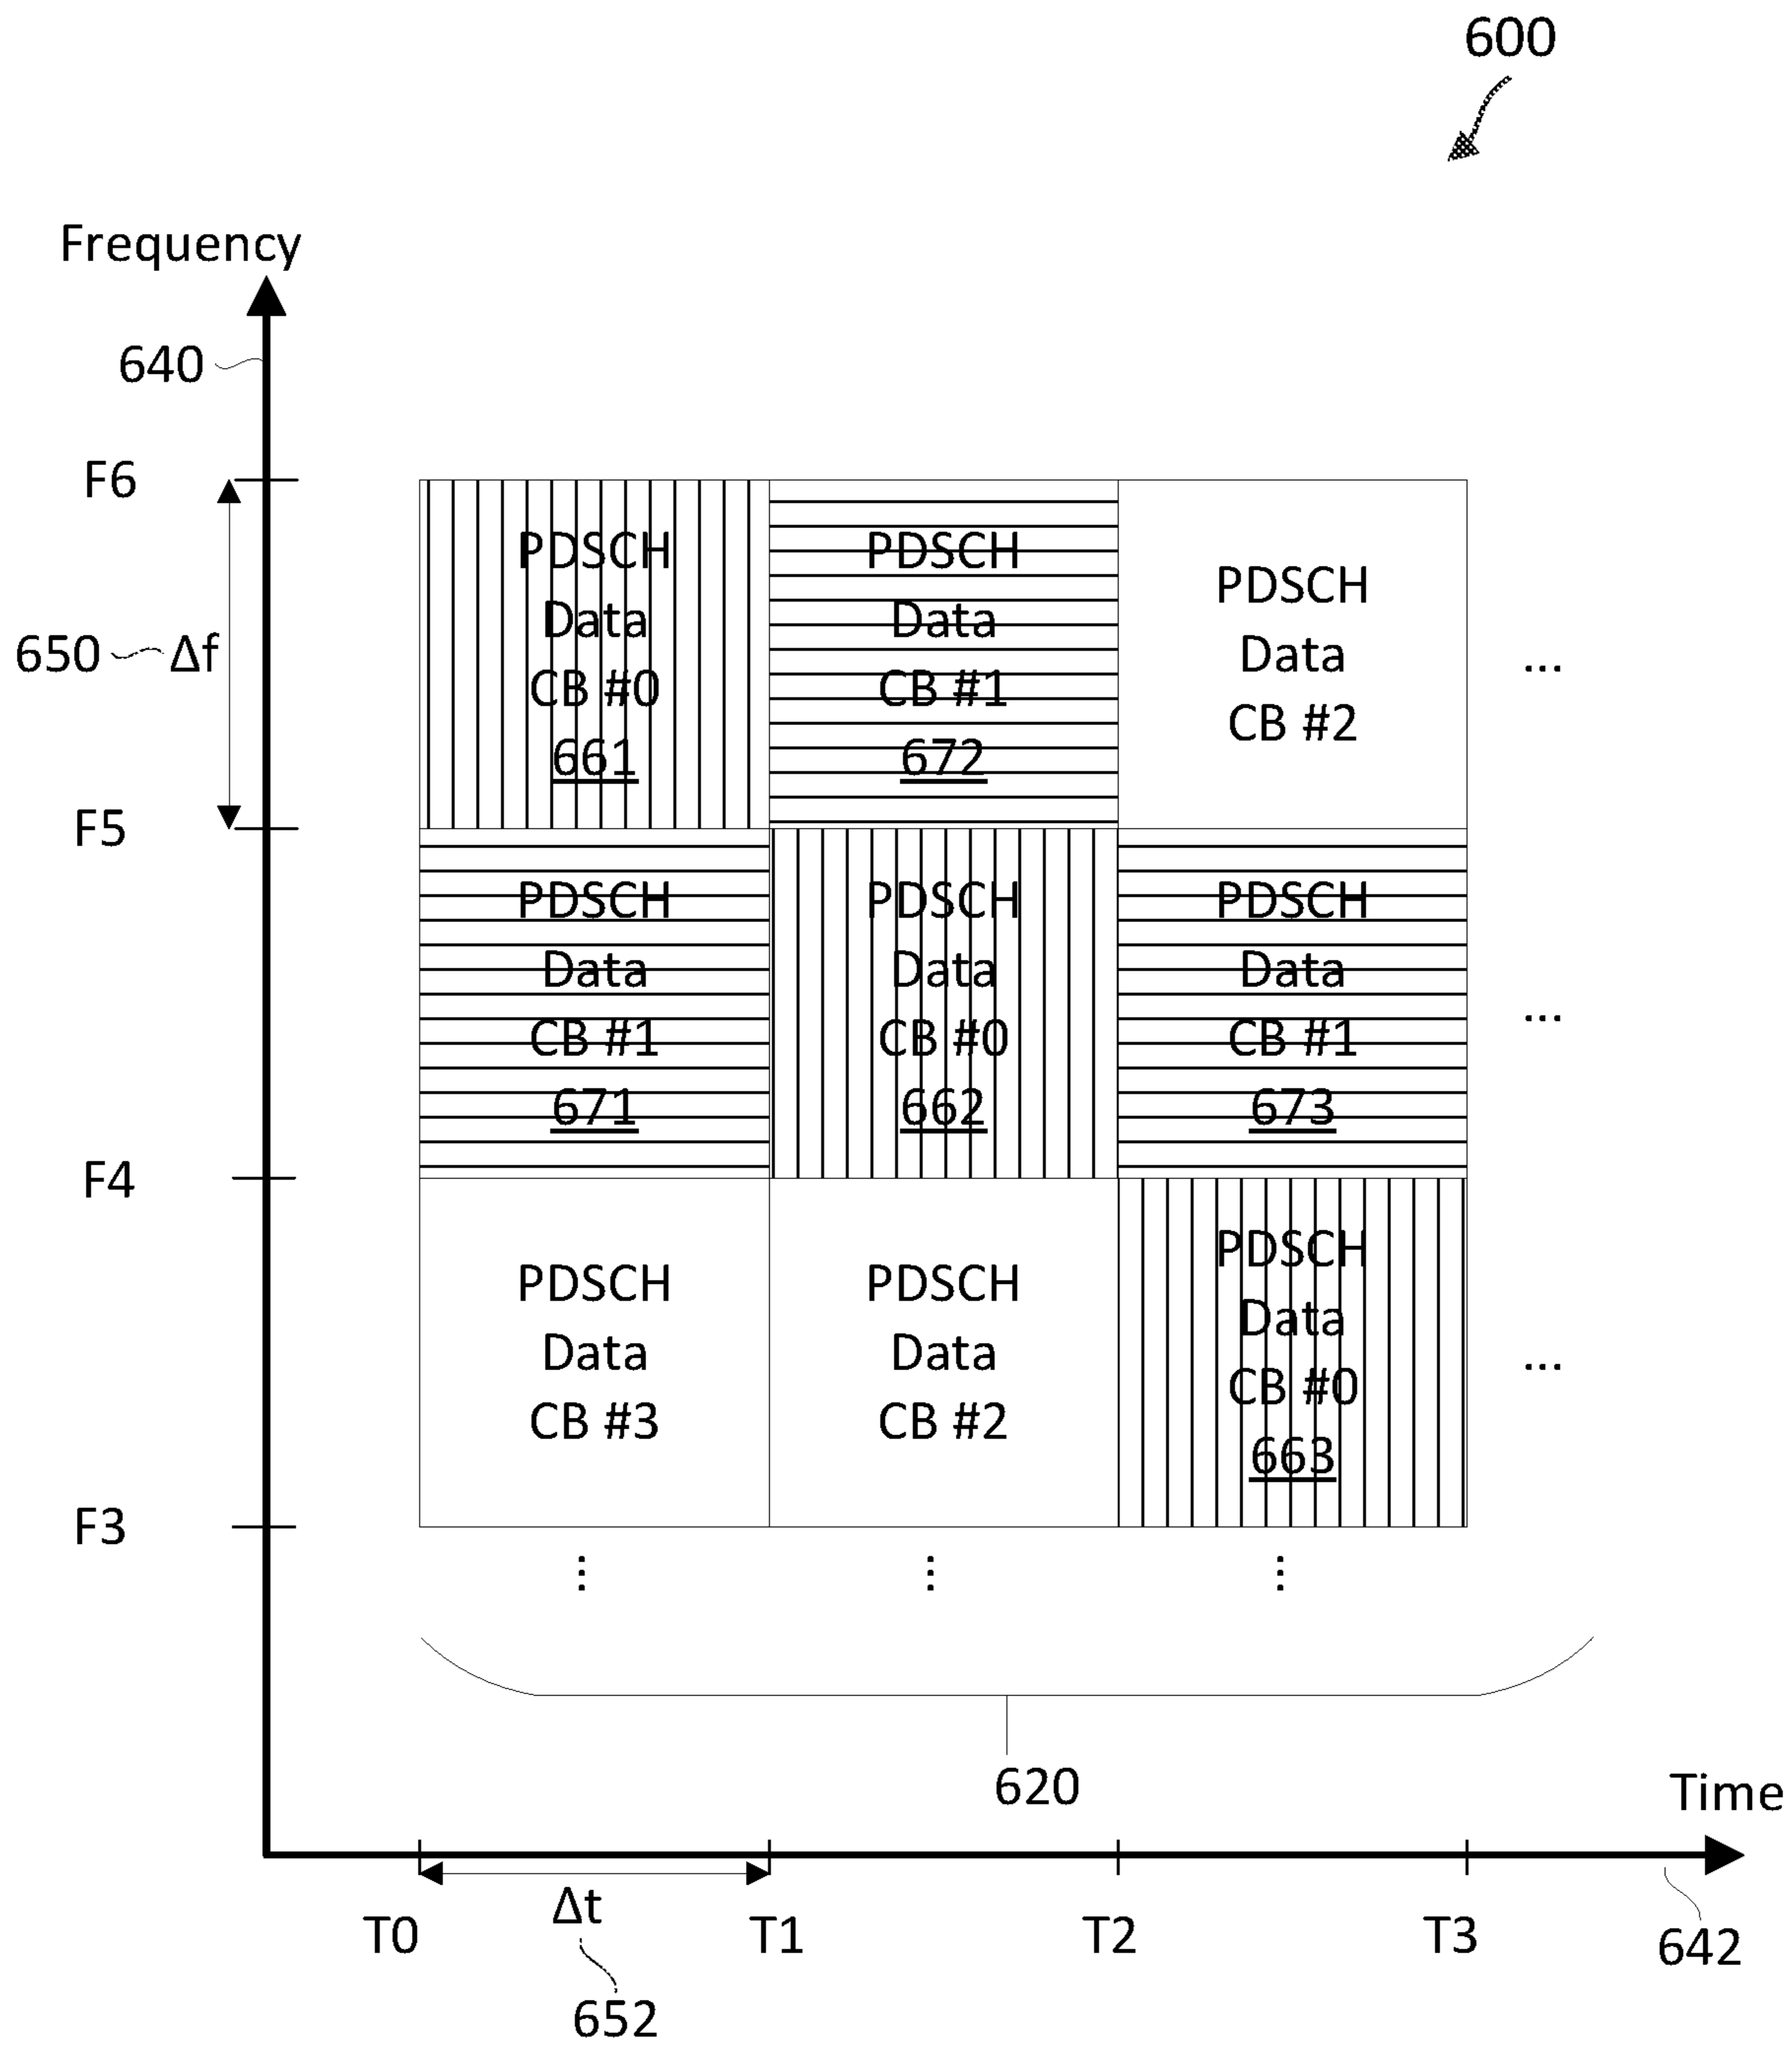 600
Frequency
640
F6
650
Δf
F5
F4
F3
PDSCH
Data
CB #0
661
PDSCH
Data
CB #1
672
PDSCH
Data
CB #2
...
PDSCH
Data
CB #1
671
PDSCH
Data
CB #0
662
PDSCH
Data
CB #1
673
...
PDSCH
Data
CB #3
PDSCH
Data
CB #2
PDSCH
Data
CB #0
663
...
...
...
...
620
Time
T0
Δt
T1
T2
T3
642
652